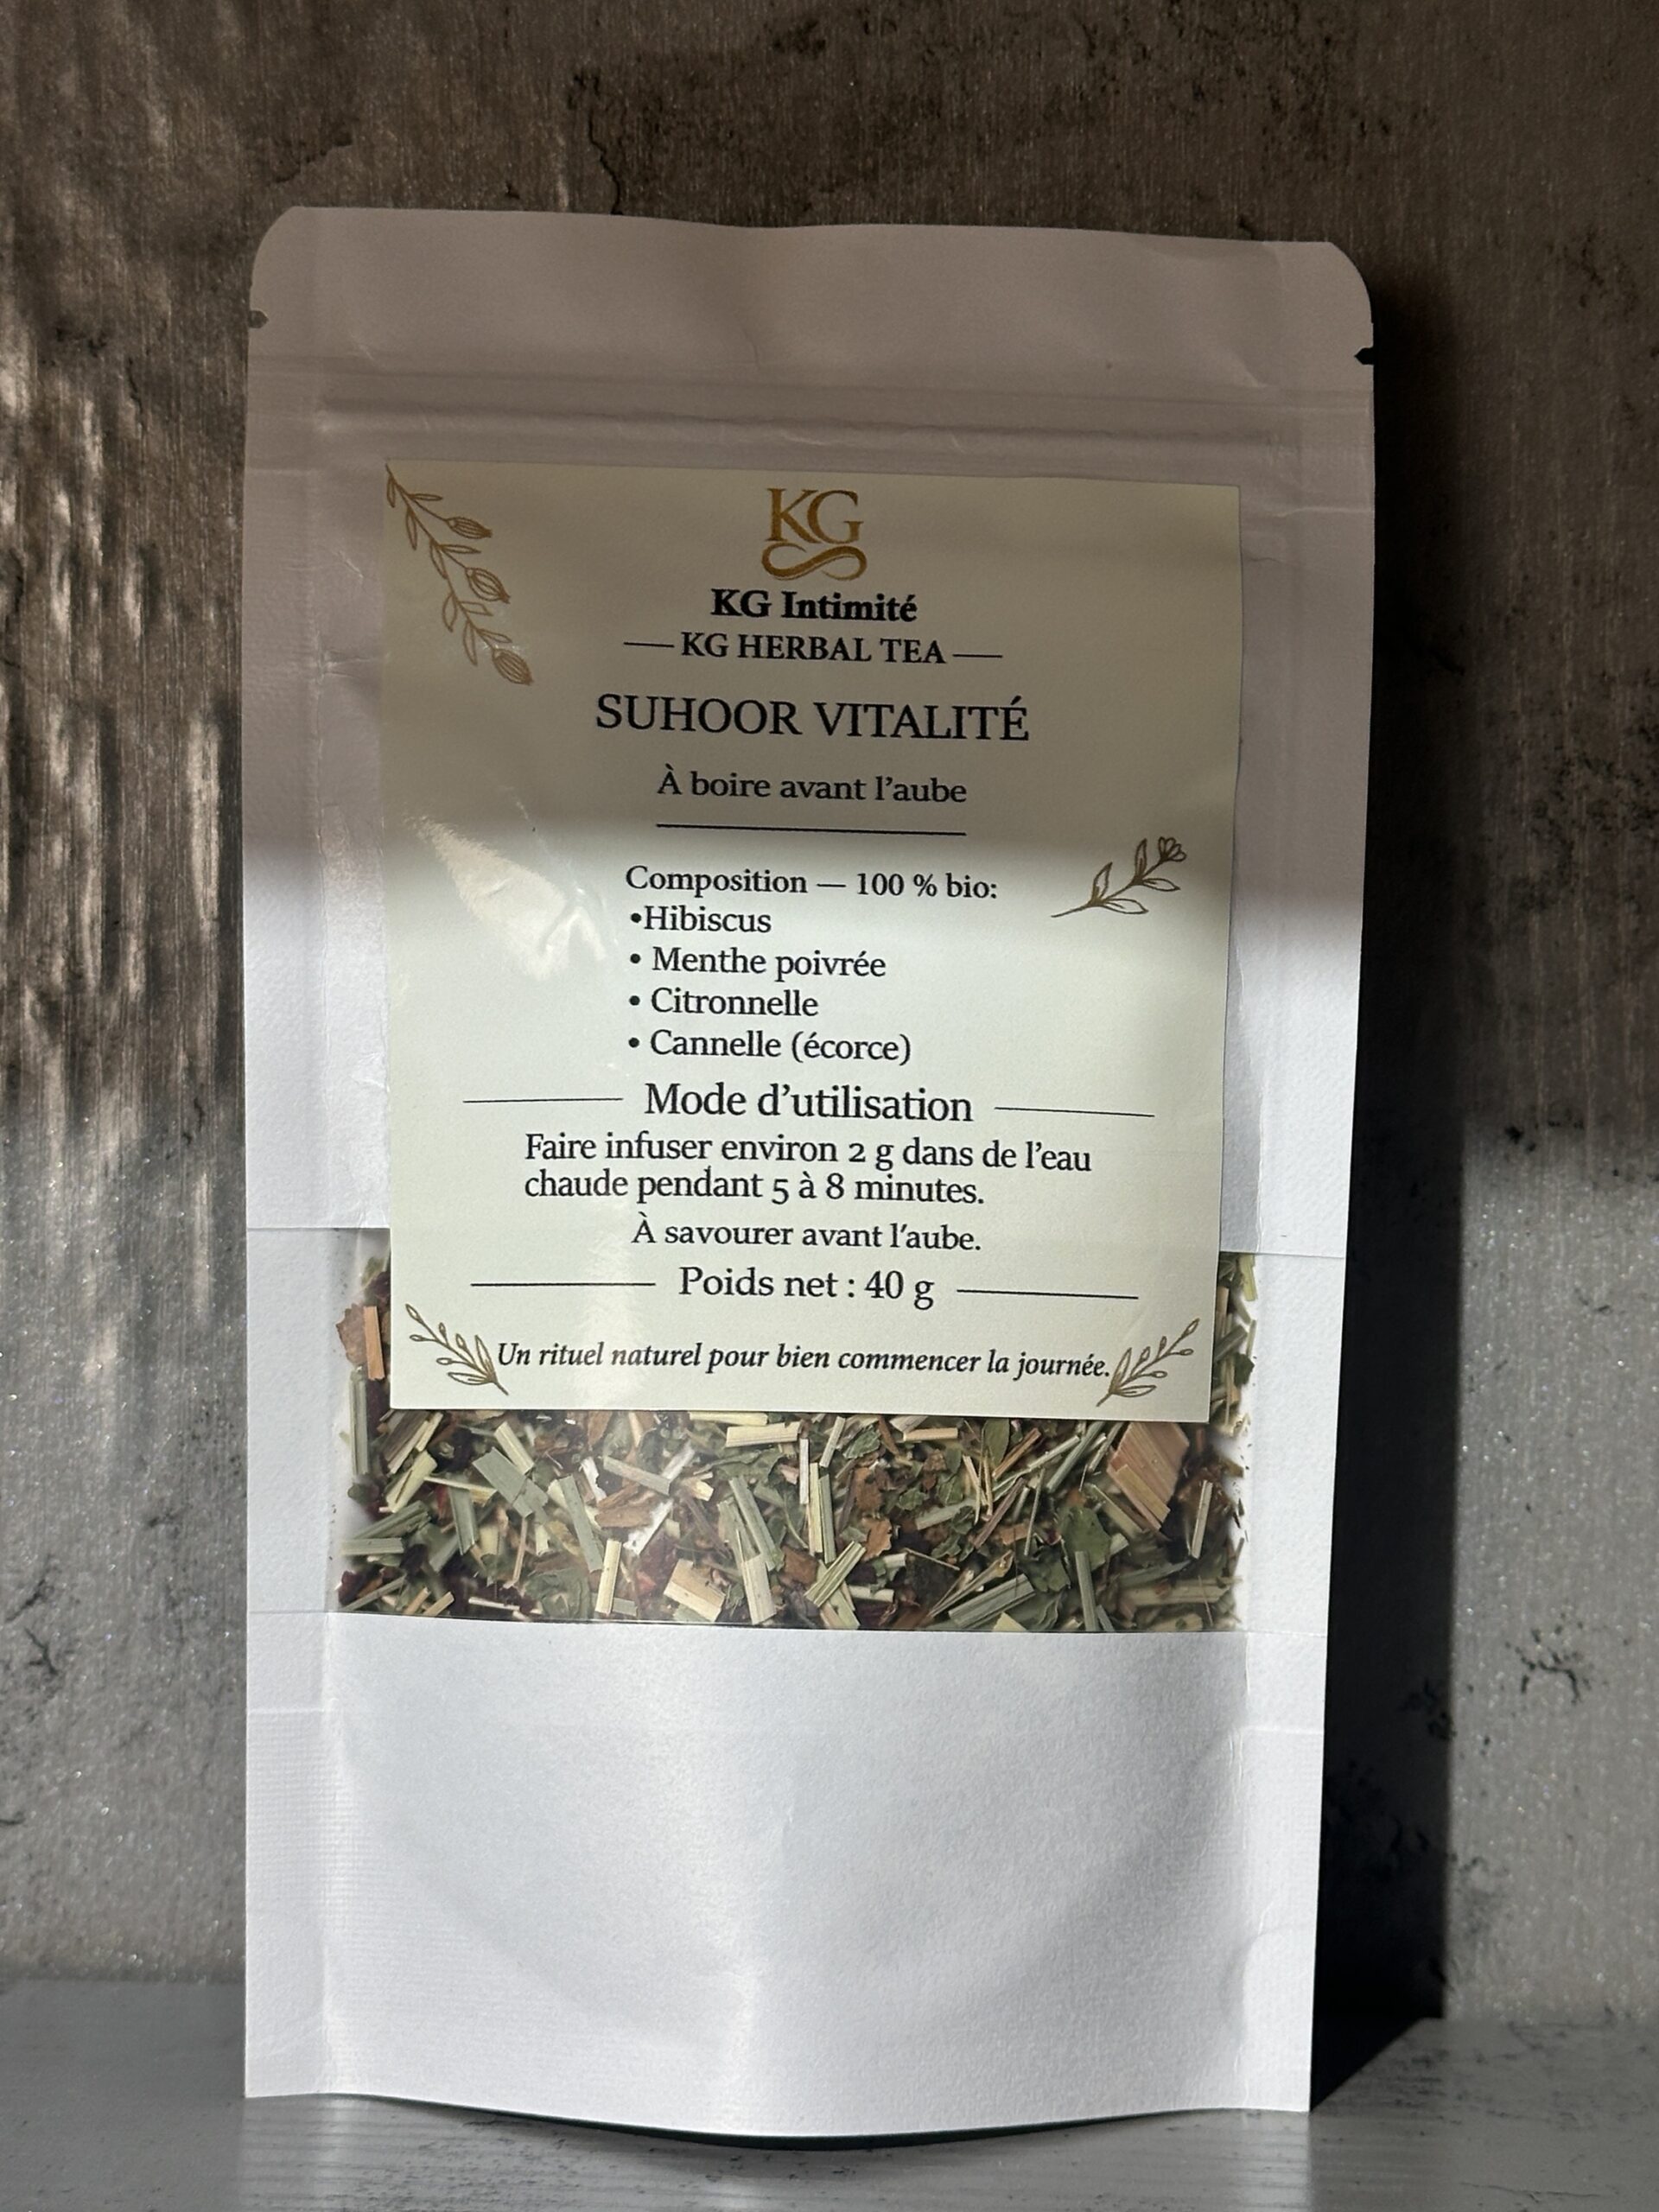 KG
KG Intimité
KG HERBAL TEA
SUHOOR VITALITÉ
À boire avant l'aube
Composition — 100 % bio:
•Hibiscus
• Menthe poivrée
• Citronnelle
• Cannelle (écorce)
Mode d'utilisation
Faire infuser environ 2 g dans de l'eau
chaude pendant 5 à 8 minutes.
À savourer avant l'aube.
Poids net : 40 g
Un rituel naturel pour bien commencer la journée.